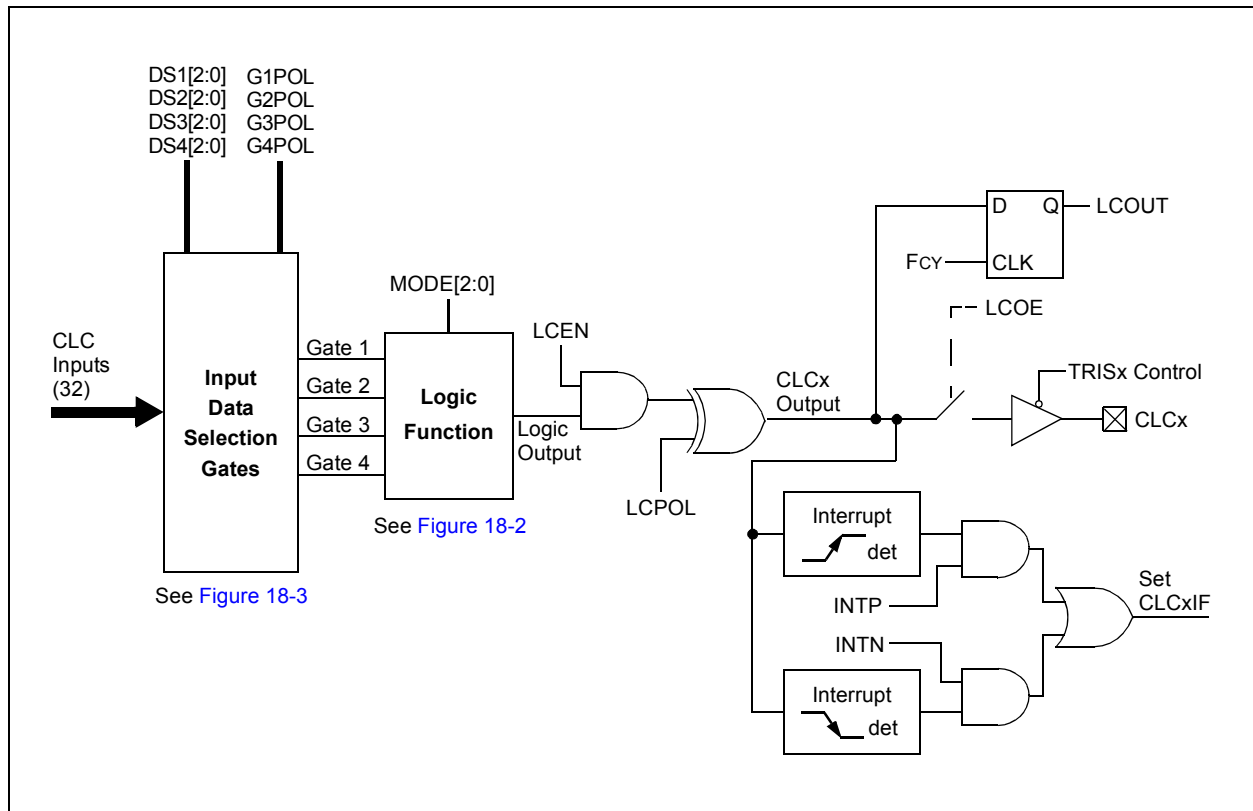 DS1[2:0] G1POL
DS2[2:0] G2POL
DS3[2:0] G3POL
DS4[2:0] G4POL
D Q
LCOUT
FCY
CLK
MODE[2:0]
LCOE
CLC
Inputs
(32)
Input
Data
Selection
Gates
Gate 1
Gate 2
Gate 3
Gate 4
Logic
Function
LCEN
Logic
Output
LCPOL
CLCx
Output
TRISx Control
CLCx
See Figure 18-2
See Figure 18-3
Interrupt
det
INTP
INTN
Interrupt
det
Set
CLCxIF